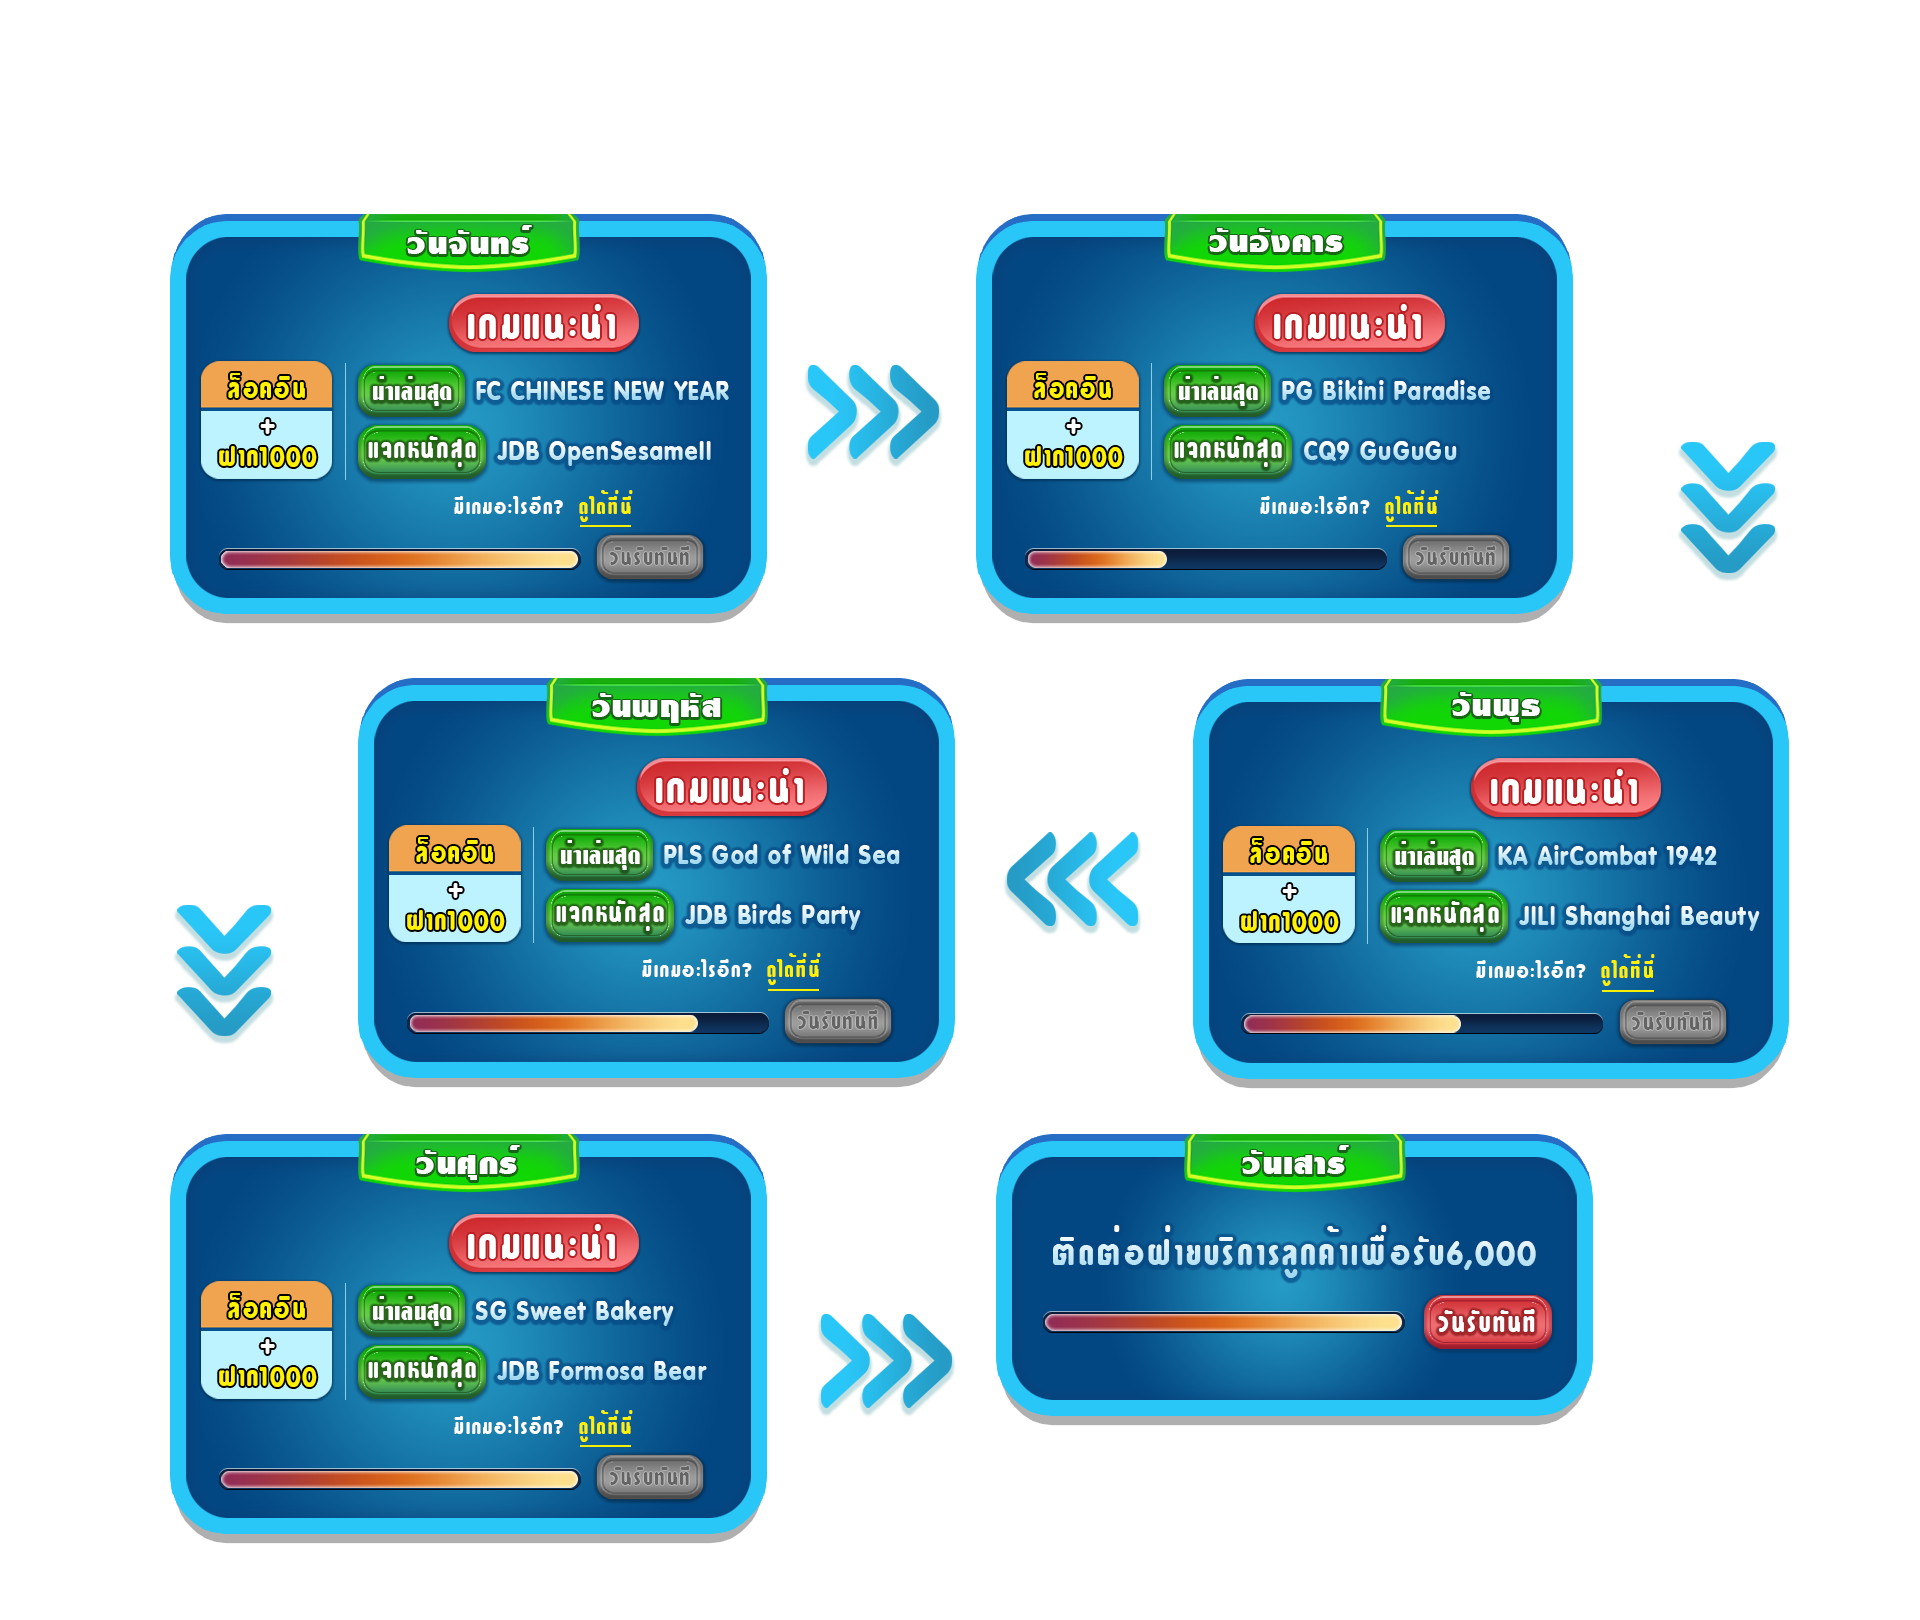 วันจันทร์
เกมแนะนำ
ล็อคอิน
+
ฝาก1000
น่าเล่นสุด FC CHINESE NEW YEAR
แจกหนักสุด JDB OpenSesameII
มีเกมอะไรอีก? ดูได้ที่นี่
วันรับทันที
วันอังคาร
เกมแนะนำ
ล็อคอิน
+
ฝาก1000
น่าเล่นสุด PG Bikini Paradise
แจกหนักสุด CQ9 GuGuGu
มีเกมอะไรอีก? ดูได้ที่นี่
วันรับทันที
วันพุธ
เกมแนะนำ
ล็อคอิน
+
ฝาก1000
น่าเล่นสุด KA AirCombat 1942
แจกหนักสุด JILI Shanghai Beauty
มีเกมอะไรอีก? ดูได้ที่นี่
วันรับทันที
วันพฤหัส
เกมแนะนำ
ล็อคอิน
+
ฝาก1000
น่าเล่นสุด PLS God of Wild Sea
แจกหนักสุด JDB Birds Party
มีเกมอะไรอีก? ดูได้ที่นี่
วันรับทันที
วันศุกร์
เกมแนะนำ
ล็อคอิน
+
ฝาก1000
น่าเล่นสุด SG Sweet Bakery
แจกหนักสุด JDB Formosa Bear
มีเกมอะไรอีก? ดูได้ที่นี่
วันรับทันที
วันเสาร์
ติดต่อฝ่ายบริการลูกค้าเพื่อรับ6,000
วันรับทันที